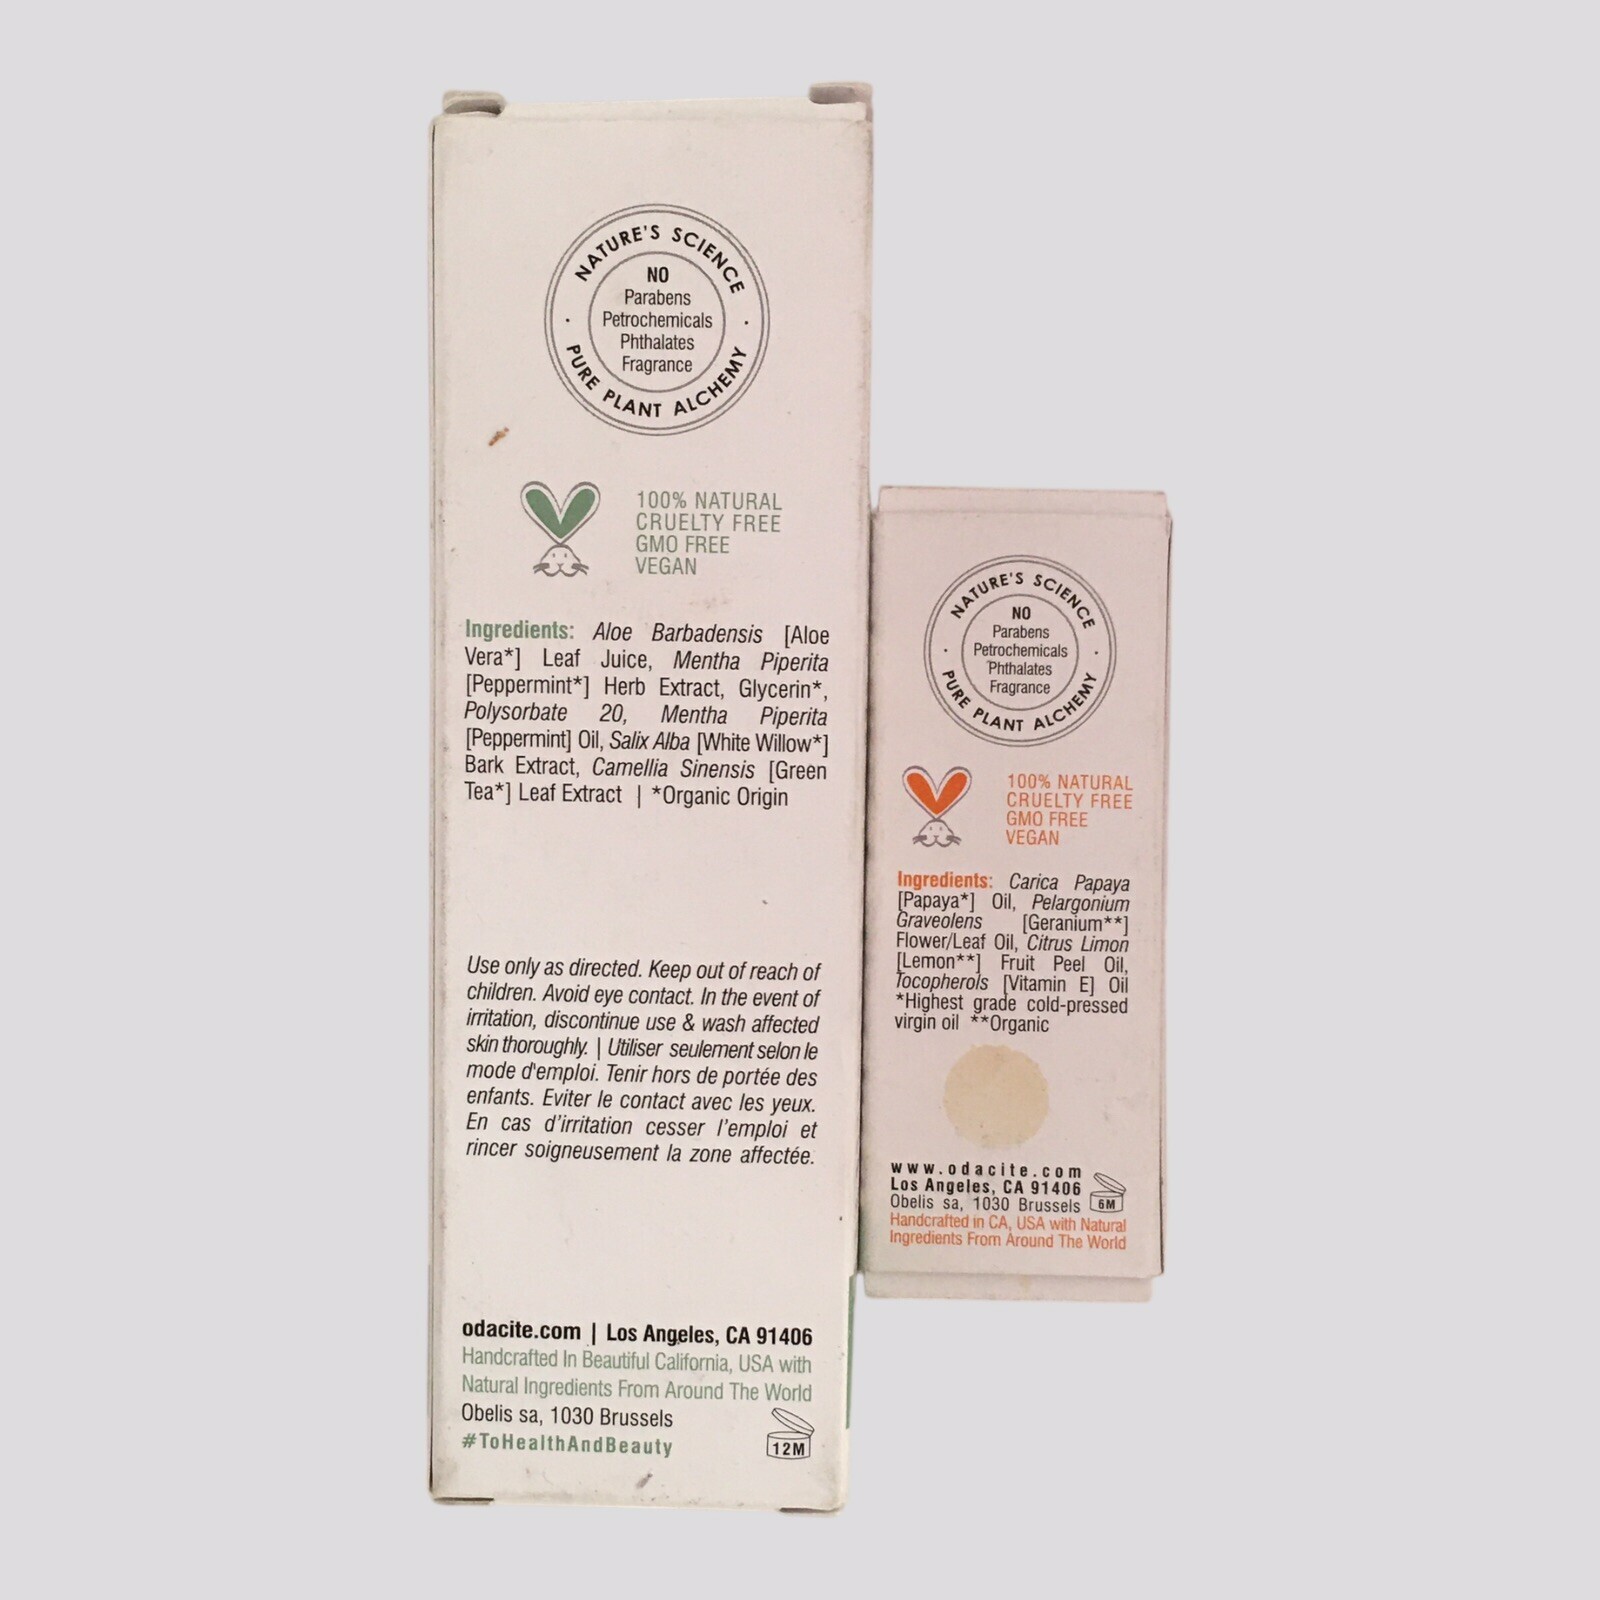 NATURE'S SCIENCE
NO
Parabens
Petrochemicals
Phthalates
Fragrance
PURE PLANT ALCHEMY
100% NATURAL
CRUELTY FREE
GMO FREE
VEGAN
Ingredients: Aloe Barbadensis [Aloe
Vera*] Leaf Juice, Mentha Piperita
[Peppermint*] Herb Extract, Glycerin*,
Polysorbate 20, Mentha Piperita
[Peppermint] Oil, Salix Alba [White Willow*]
Bark Extract, Camellia Sinensis [Green
Tea*] Leaf Extract | *Organic Origin
Use only as directed. Keep out of reach of
children. Avoid eye contact. In the event of
irritation, discontinue use & wash affected
skin thoroughly. | Utiliser seulement selon le
mode d'emploi. Tenir hors de portée des
enfants. Eviter le contact avec les yeux.
En cas d'irritation cesser l'emploi et
rincer soigneusement la zone affectée.
odacite.com | Los Angeles, CA 91406
Handcrafted In Beautiful California, USA with
Natural Ingredients From Around The World
Obelis sa, 1030 Brussels
#ToHealthAndBeauty
12M
NATURE'S SCIENCE
NO
Parabens
Petrochemicals
Phthalates
Fragrance
PURE PLANT ALCHEMY
100% NATURAL
CRUELTY FREE
GMO FREE
VEGAN
Ingredients: Carica Papaya
[Papaya*] Oil, Pelargonium
Graveolens [Geranium**]
Flower/Leaf Oil, Citrus Limon
[Lemon**] Fruit Peel Oil,
Tocopherols [Vitamin E] Oil
*Highest grade cold-pressed
virgin oil **Organic
www.odacite.com
Los Angeles, CA 91406
Obelis sa, 1030 Brussels
6M
Handcrafted in CA, USA with Natural
Ingredients From Around The World